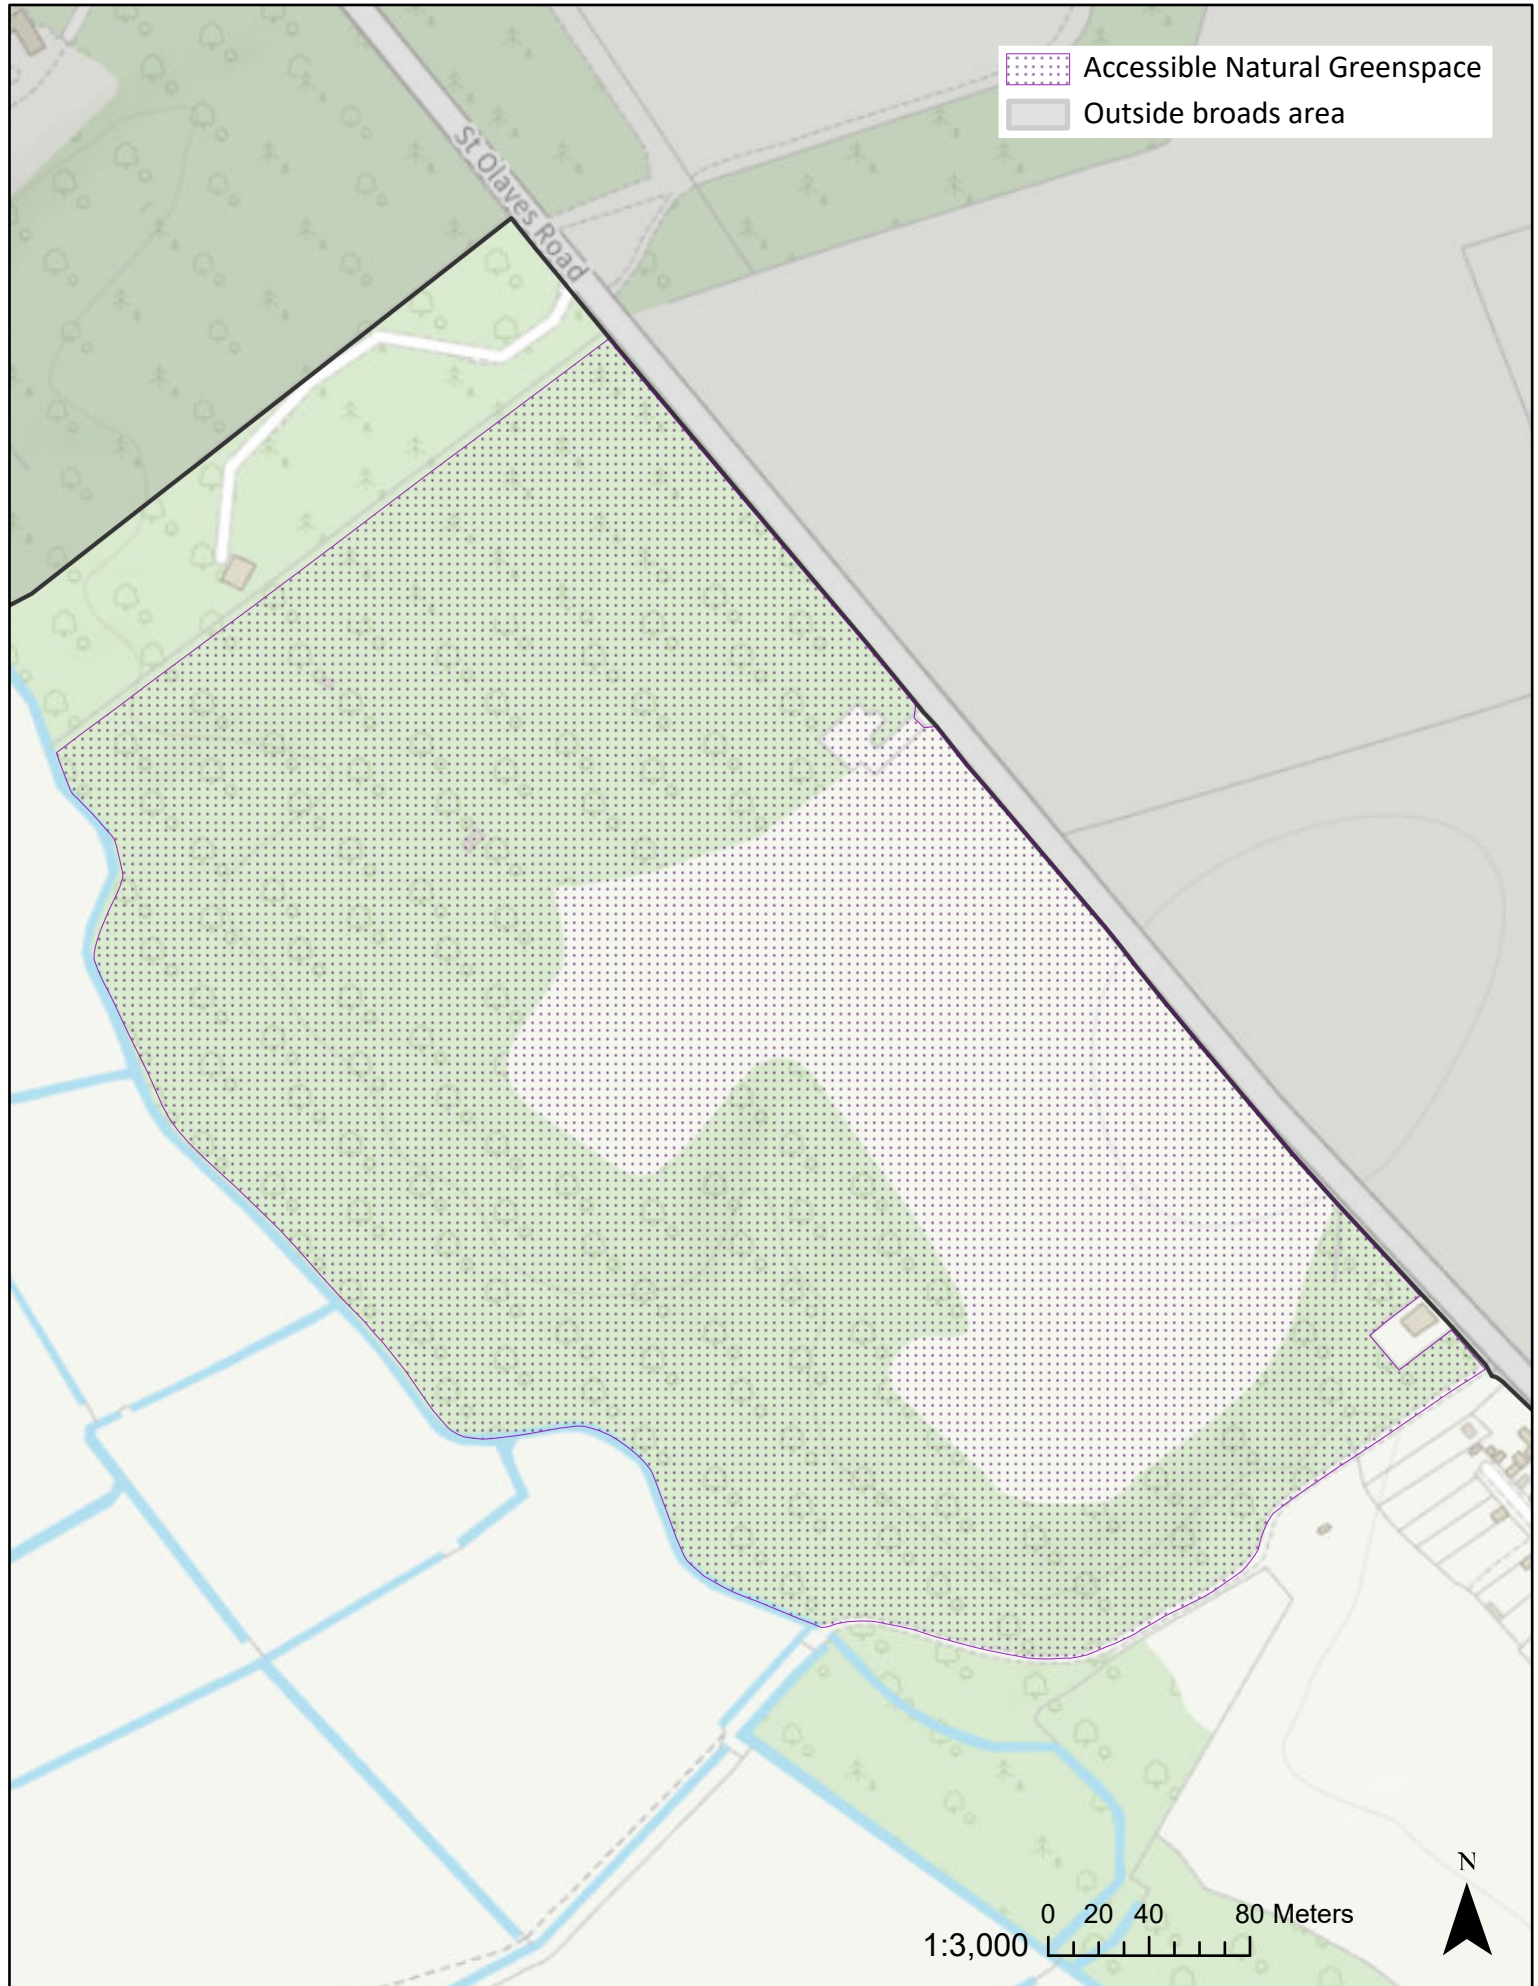 Accessible Natural Greenspace
Outside broads area
St Olaves Road
N
0 20 40 80 Meters
1:3,000